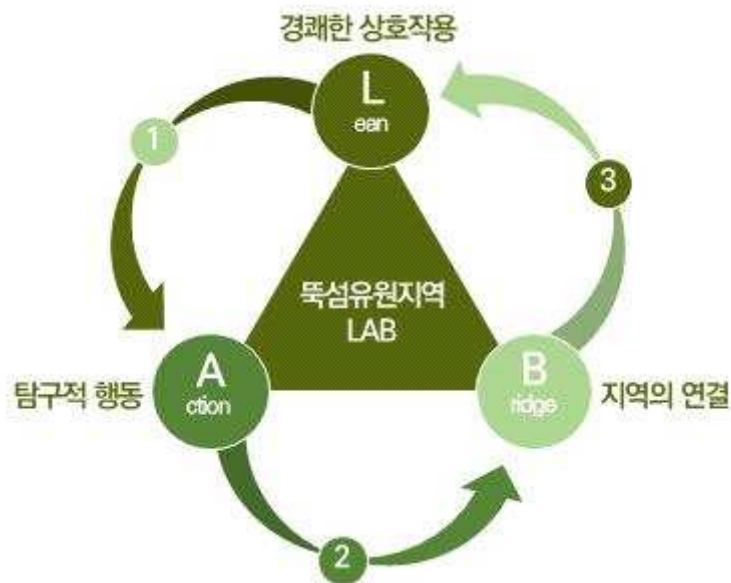 경쾌한 상호작용
L
ean
1
3
뚝섬유원지역
LAB
A
ction
탐구적 행동
B
ridge
지역의 연결
2